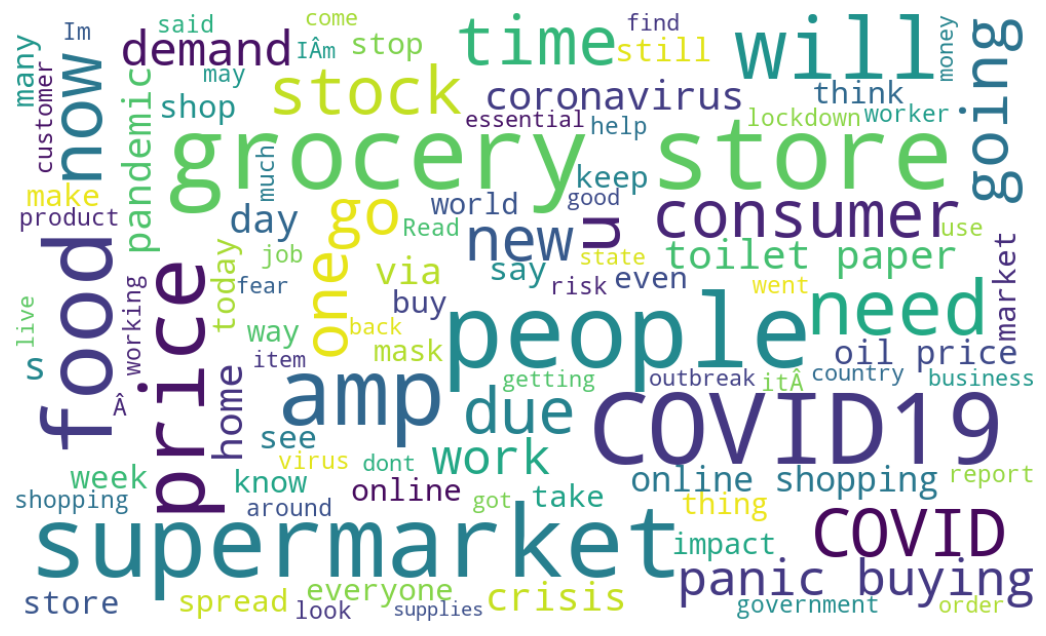 said
come
find
Im
IÂm
stop
time
still
will
money
going
many
now
demand
may
stock
coronavirus
think
customer
pandemic
shop
essential
help
lockdown
worker
grocery store
much
keep
make
product
day
go
world
good
n
consumer
use
Read
new
toilet paper
food
price
today
job
one
via
say
state
risk
even
went
need
market
live
working
fear
buy
people
way
back
mask
oil price
s
item
amp
getting
outbreak
itÂ
country
business
Â
home
due
COVID19
see
week
virus
dont
work
know
online
online shopping
report
shopping
around
got
take
thing
supermarket
impact
COVID
panic buying
store
spread
everyone
look
supplies
crisis
government
order